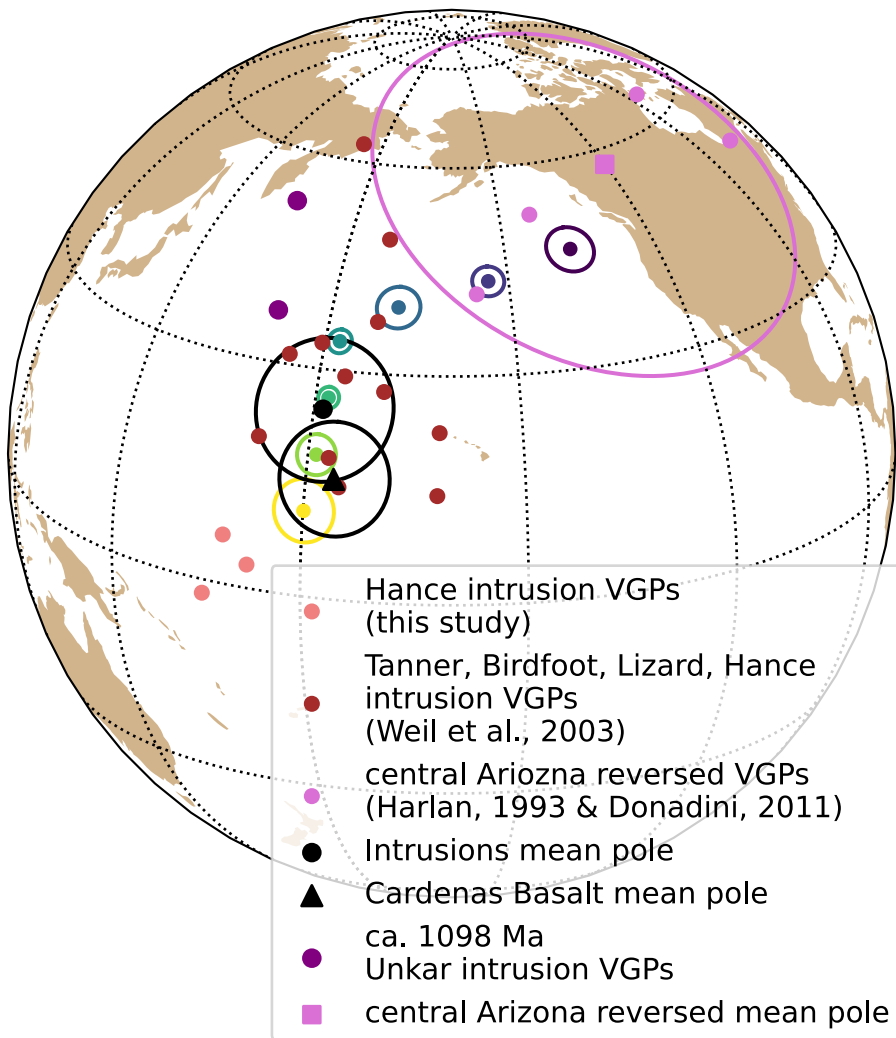 Hance intrusion VGPs
(this study)
Tanner, Birdfoot, Lizard, Hance
intrusion VGPs
(Weil et al., 2003)
central Ariozna reversed VGPs
(Harlan, 1993 & Donadini, 2011)
Intrusions mean pole
Cardenas Basalt mean pole
ca. 1098 Ma
Unkar intrusion VGPs
central Arizona reversed mean pole